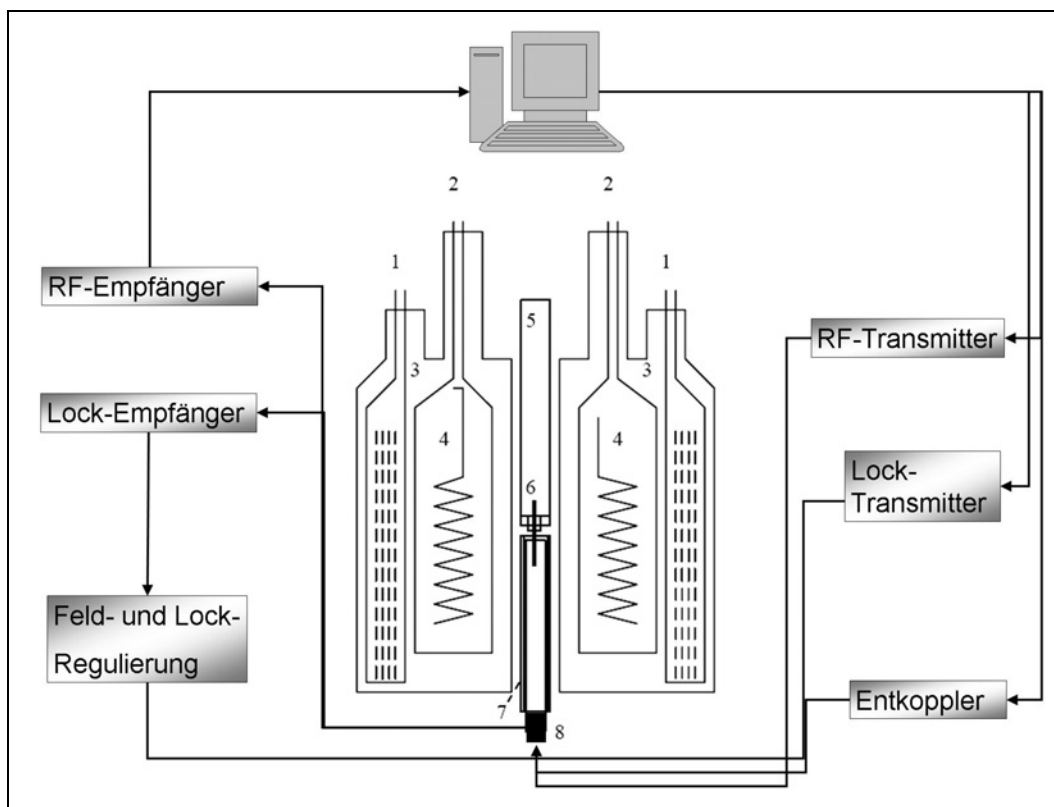 2 2
1 1
RF-Empfänger
5
RF-Transmitter
3 3
Lock-Empfänger
4 4
Lock-
Transmitter
6
Feld- und Lock-
Regulierung
Entkoppler
7
8